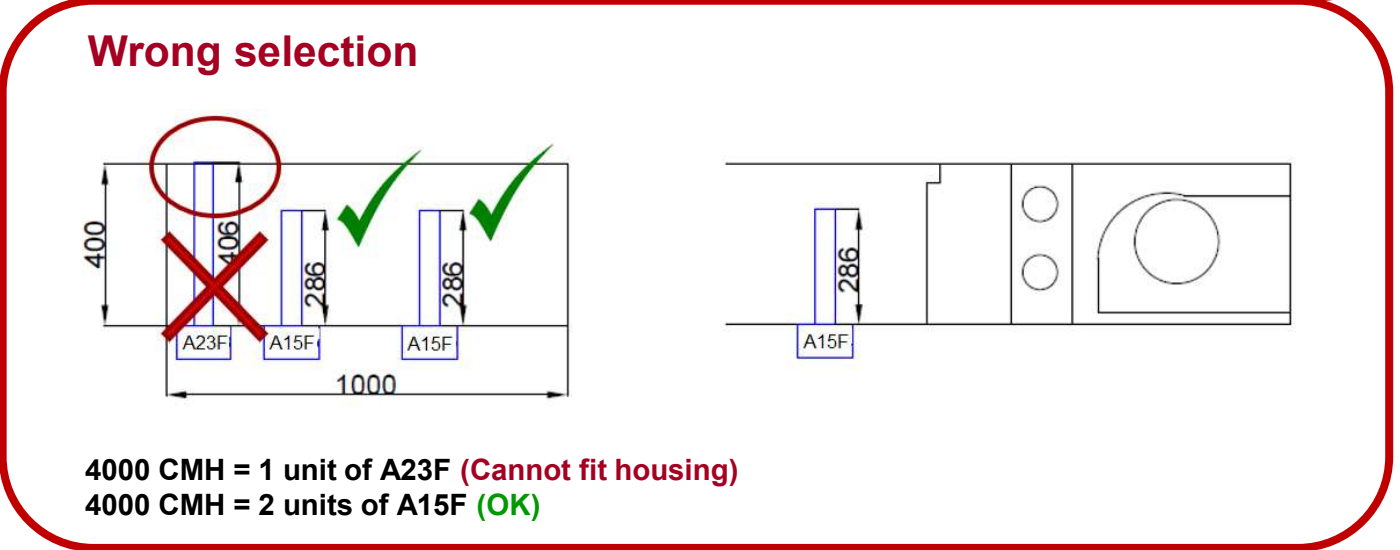 Wrong selection
400
406
286
286
286
A23F
A15F
A15F
A15F
1000
4000 CMH = 1 unit of A23F (Cannot fit housing)
4000 CMH = 2 units of A15F (OK)